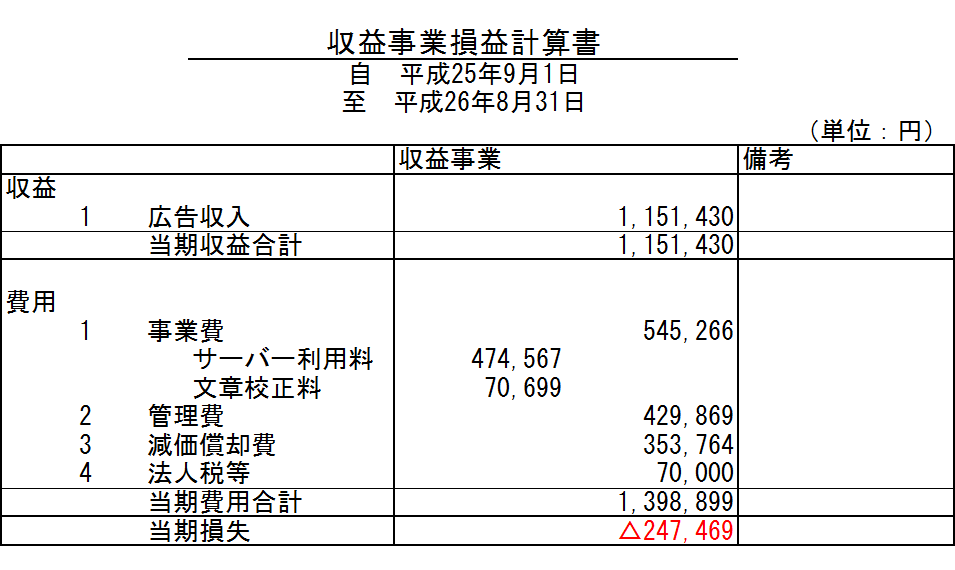 収益事業損益計算書
自　平成25年9月1日
至　平成26年8月31日
（単位：円）
収益事業　備考
収益
1　広告収入　1,151,430
当期収益合計　1,151,430
費用
1　事業費　545,266
サーバー利用料　474,567
文章校正料　70,699
2　管理費　429,869
3　減価償却費　353,764
4　法人税等　70,000
当期費用合計　1,398,899
当期損失　△247,469